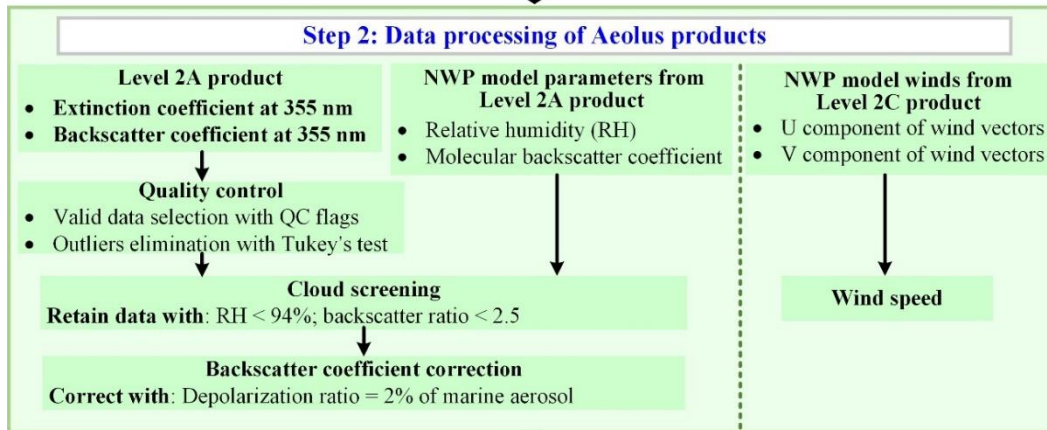 Step 2: Data processing of Aeolus products
Level 2A product
• Extinction coefficient at 355 nm
• Backscatter coefficient at 355 nm
NWP model parameters from
Level 2A product
• Relative humidity (RH)
• Molecular backscatter coefficient
NWP model winds from
Level 2C product
• U component of wind vectors
• V component of wind vectors
Quality control
• Valid data selection with QC flags
• Outliers elimination with Tukey's test
Cloud screening
Retain data with: RH < 94%; backscatter ratio < 2.5
Wind speed
Backscatter coefficient correction
Correct with: Depolarization ratio = 2% of marine aerosol